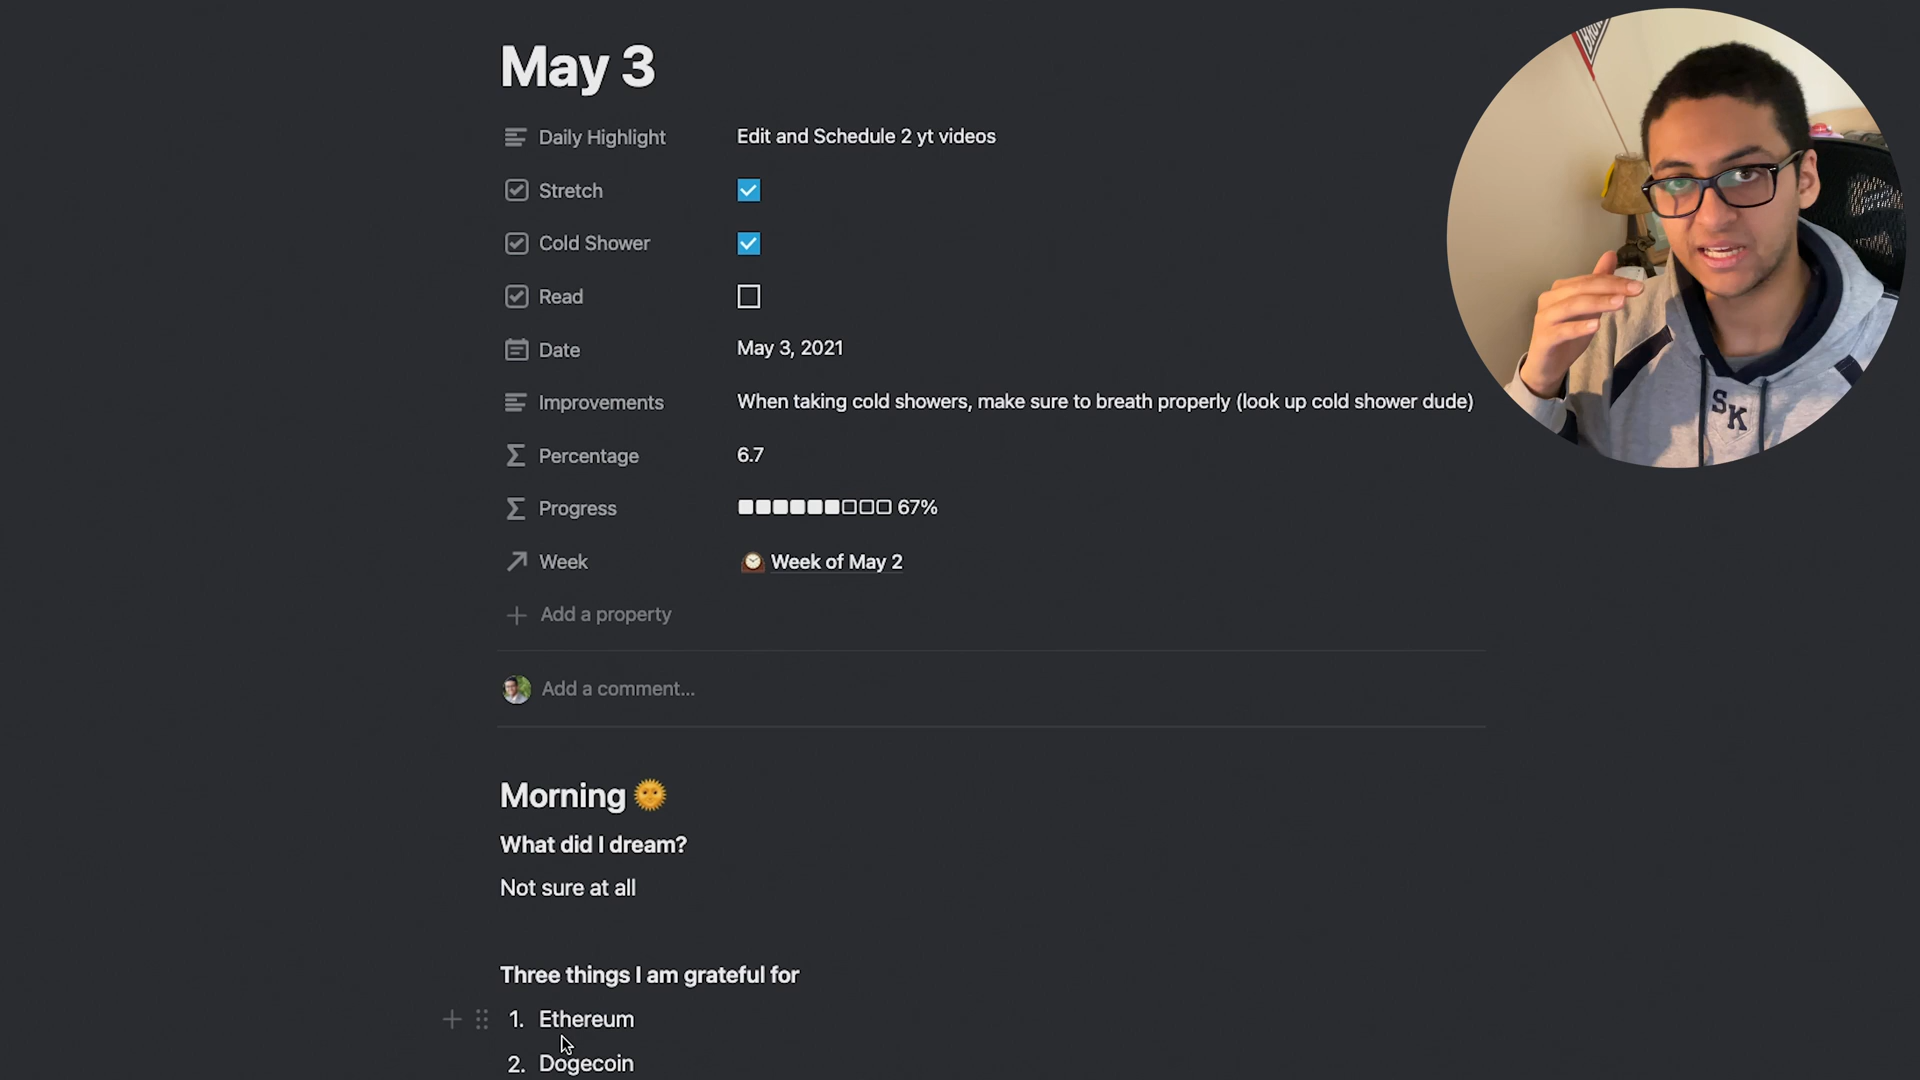 May 3
Daily Highlight Edit and Schedule 2 yt videos
Stretch
Cold Shower
Read
Date May 3, 2021
Improvements When taking cold showers, make sure to breath properly (look up cold shower dude)
Percentage 6.7
Progress 67%
Week Week of May 2
Add a property
Add a comment...
Morning
What did I dream?
Not sure at all
Three things I am grateful for
1. Ethereum
2. Dogecoin
SK